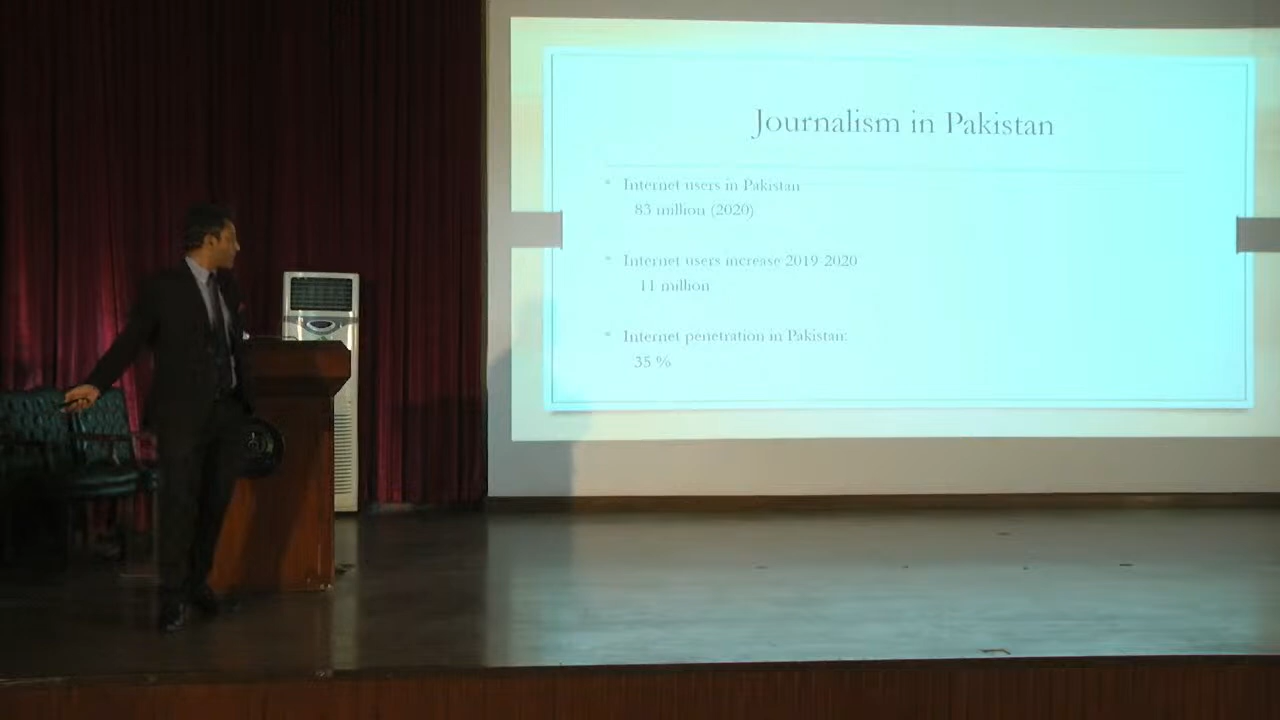 Journalism in Pakistan
Internet users in Pakistan
83 million (2020)
Internet users increase 2019-2020
11 million
Internet penetration in Pakistan:
35 %